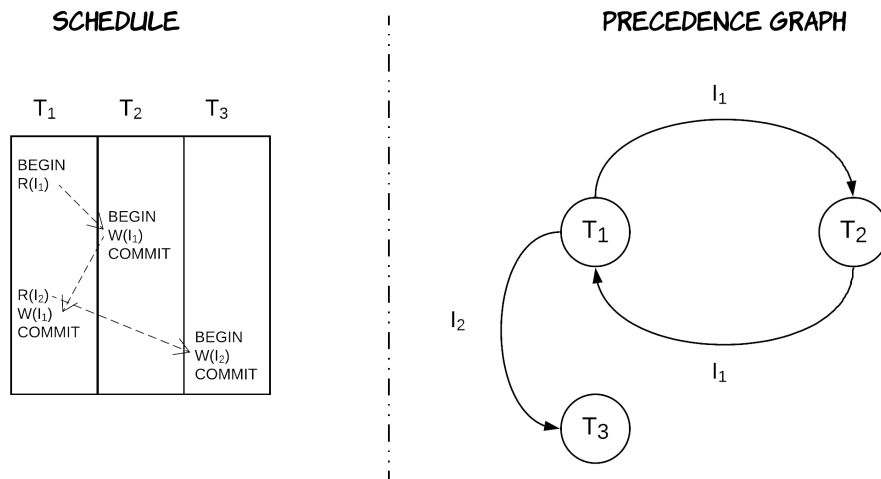 SCHEDULE
T₁ T₂ T₃
BEGIN
R(I₁)
BEGIN
W(I₁)
COMMIT
R(I₂)
W(I₁)
COMMIT
BEGIN
W(I₂)
COMMIT
PRECEDENCE GRAPH
I₁
T₁
T₂
I₂
I₁
T₃